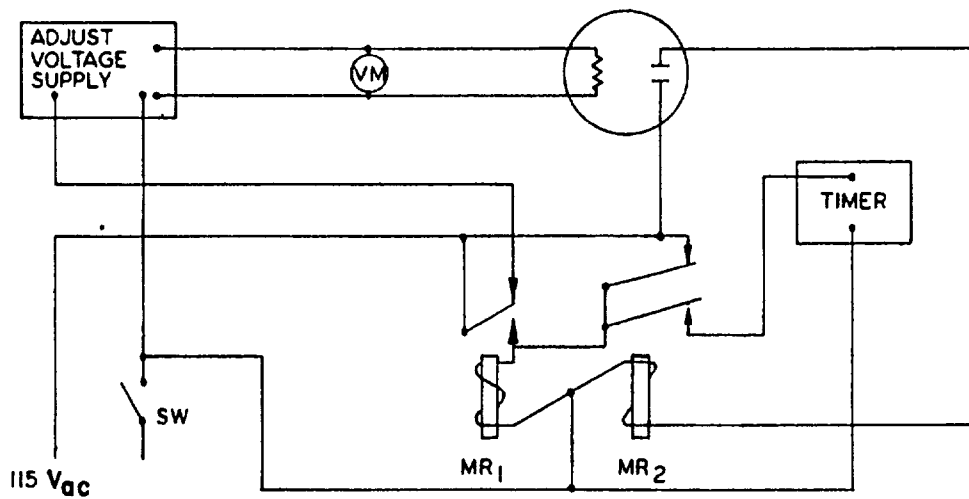 ADJUST
VOLTAGE
SUPPLY
VM
TIMER
SW
MR1
MR2
115 Vac